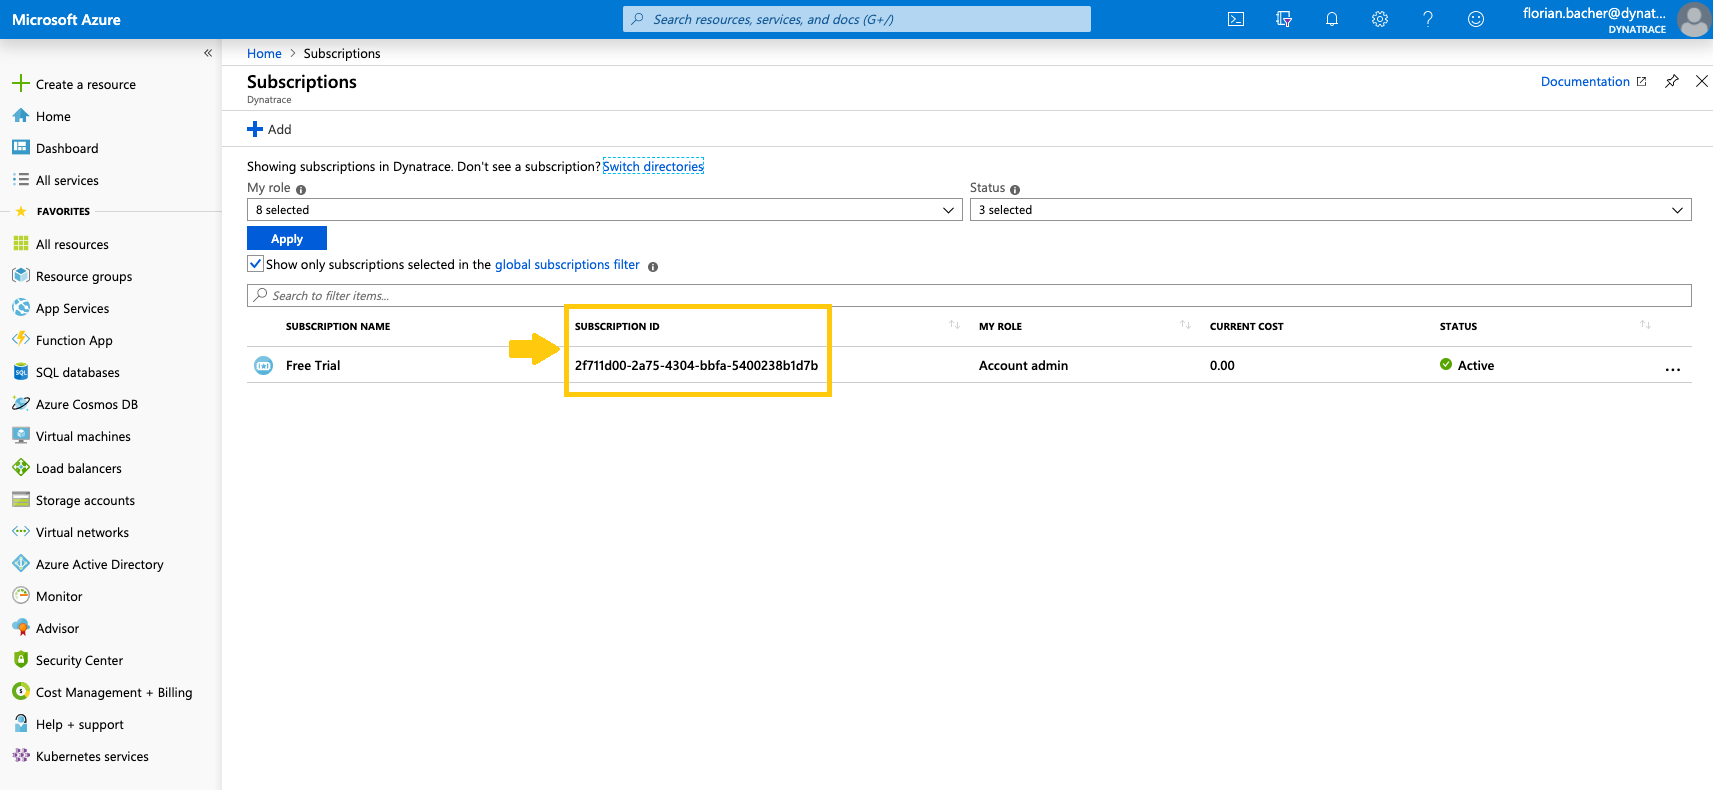 Microsoft Azure
Search resources, services, and docs (G+/)
florian.bacher@dynat...
DYNATRACE
«
Create a resource
Home
Dashboard
All services
FAVORITES
All resources
Resource groups
App Services
Function App
SQL databases
Azure Cosmos DB
Virtual machines
Load balancers
Storage accounts
Virtual networks
Azure Active Directory
Monitor
Advisor
Security Center
Cost Management + Billing
Help + support
Kubernetes services
Home > Subscriptions
Subscriptions
Dynatrace
Documentation
Add
Showing subscriptions in Dynatrace. Don't see a subscription? Switch directories
My role
Status
8 selected
3 selected
Apply
Show only subscriptions selected in the global subscriptions filter
Search to filter items...
SUBSCRIPTION NAME SUBSCRIPTION ID MY ROLE CURRENT COST STATUS
Free Trial 2f711d00-2a75-4304-bbfa-5400238b1d7b Account admin 0.00 Active ...